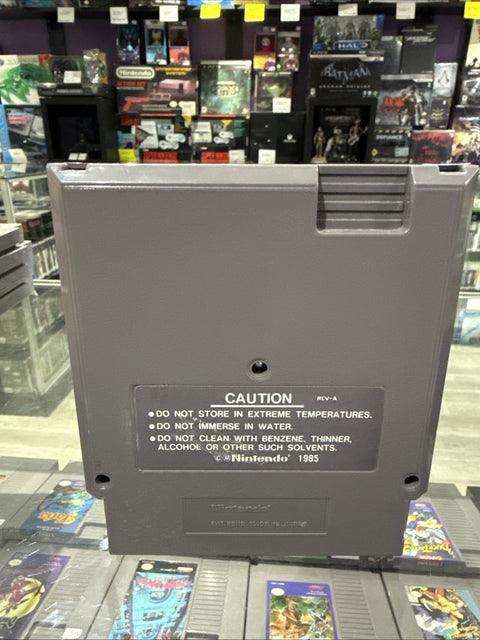 HALO
BATMAN
Nintendo
CAUTION REV-A
●DO NOT STORE IN EXTREME TEMPERATURES.
●DO NOT IMMERSE IN WATER.
●DO NOT CLEAN WITH BENZENE, THINNER,
ALCOHOL OR OTHER SUCH SOLVENTS.
Nintendo® 1985
Nintendo®